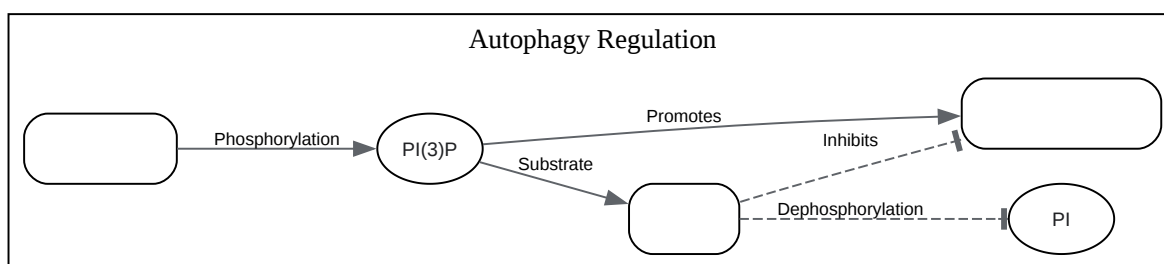 Autophagy Regulation
Phosphorylation
PI(3)P
Promotes
Substrate
Inhibits
Dephosphorylation
PI